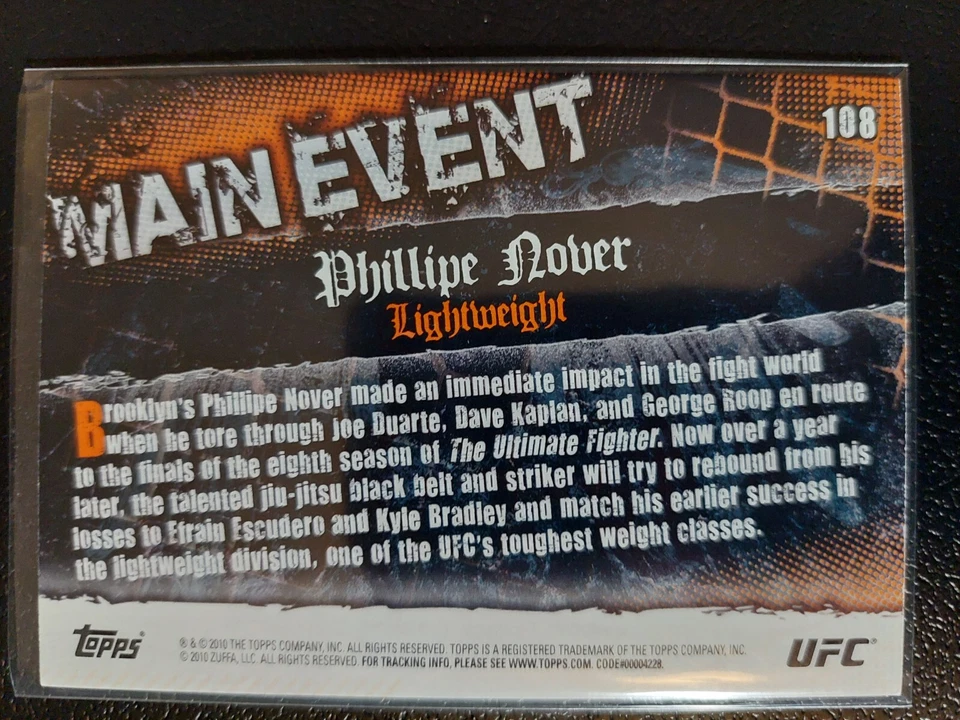 MAIN EVENT
108
Phillipe Nover
Lightweight
Brooklyn's Phillipe Nover made an immediate impact in the fight world
when he tore through Joe Duarte, Dave Kaplan, and George Roop en route
to the finals of the eighth season of The Ultimate Fighter. Now over a year
later, the talented jiu-jitsu black belt and striker will try to rebound from his
losses to Efrain Escudero and Kyle Bradley and match his earlier success in
the lightweight division, one of the UFC's toughest weight classes.
Topps®
® & © 2010 THE TOPPS COMPANY, INC. ALL RIGHTS RESERVED. TOPPS IS A REGISTERED TRADEMARK OF THE TOPPS COMPANY, INC.
© 2010 ZUFFA, LLC. ALL RIGHTS RESERVED. FOR TRACKING INFO, PLEASE SEE WWW.TOPPS.COM. CODE#00004228.
UFC®